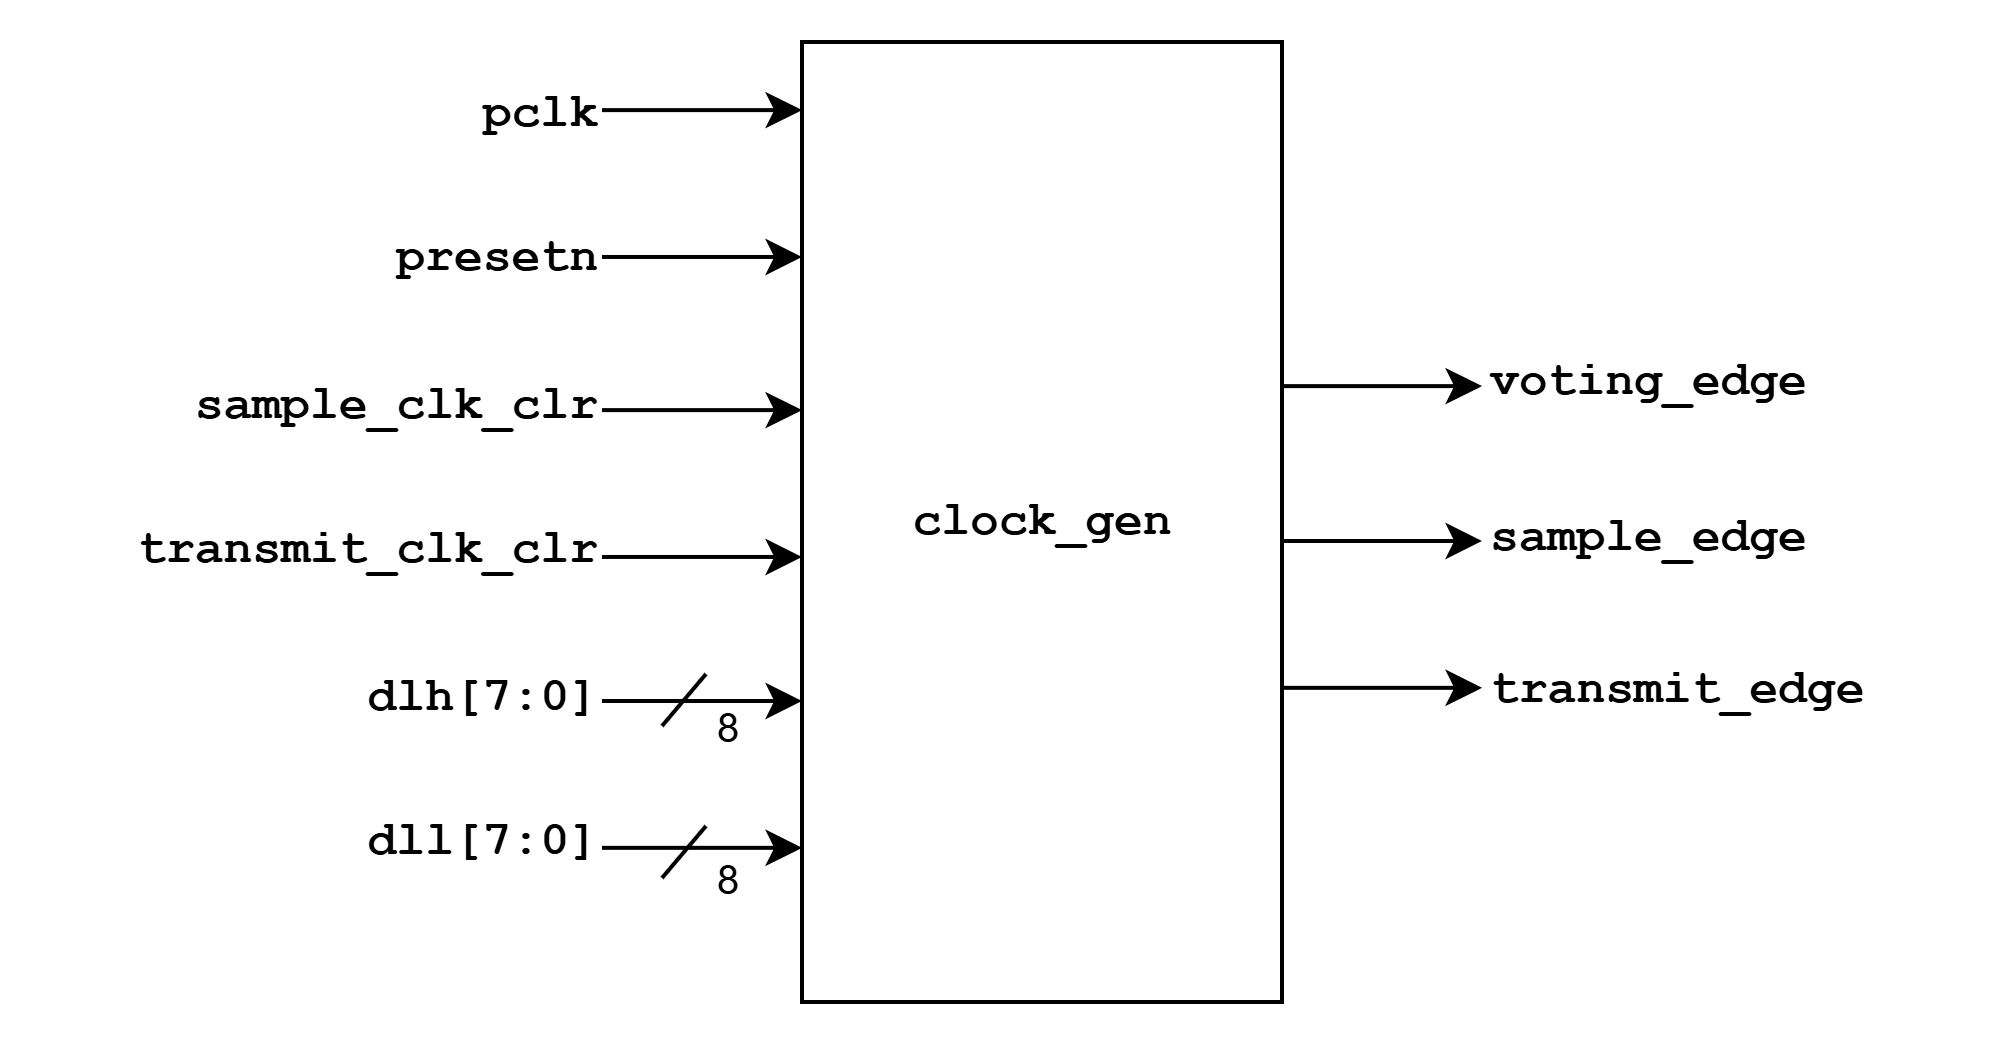 pclk
presetn
sample_clk_clr
transmit_clk_clr
dlh[7:0]
8
dll[7:0]
8
clock_gen
voting_edge
sample_edge
transmit_edge